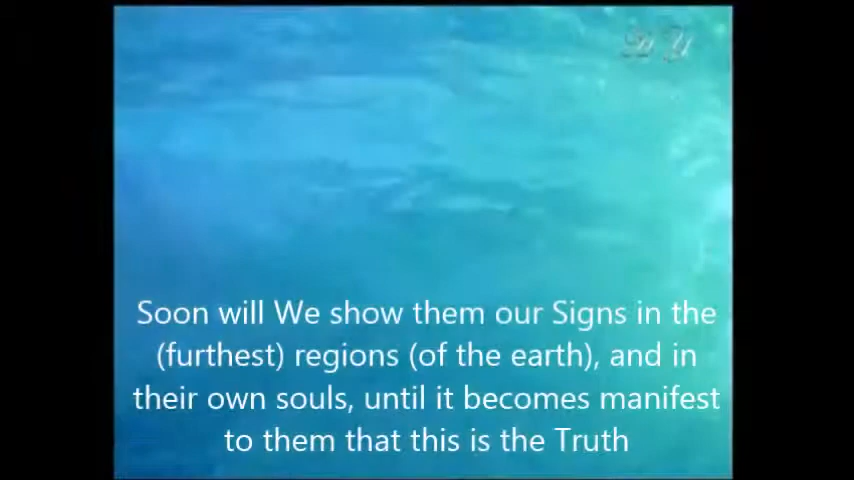 Soon will We show them our Signs in the
(furthest) regions (of the earth), and in
their own souls, until it becomes manifest
to them that this is the Truth